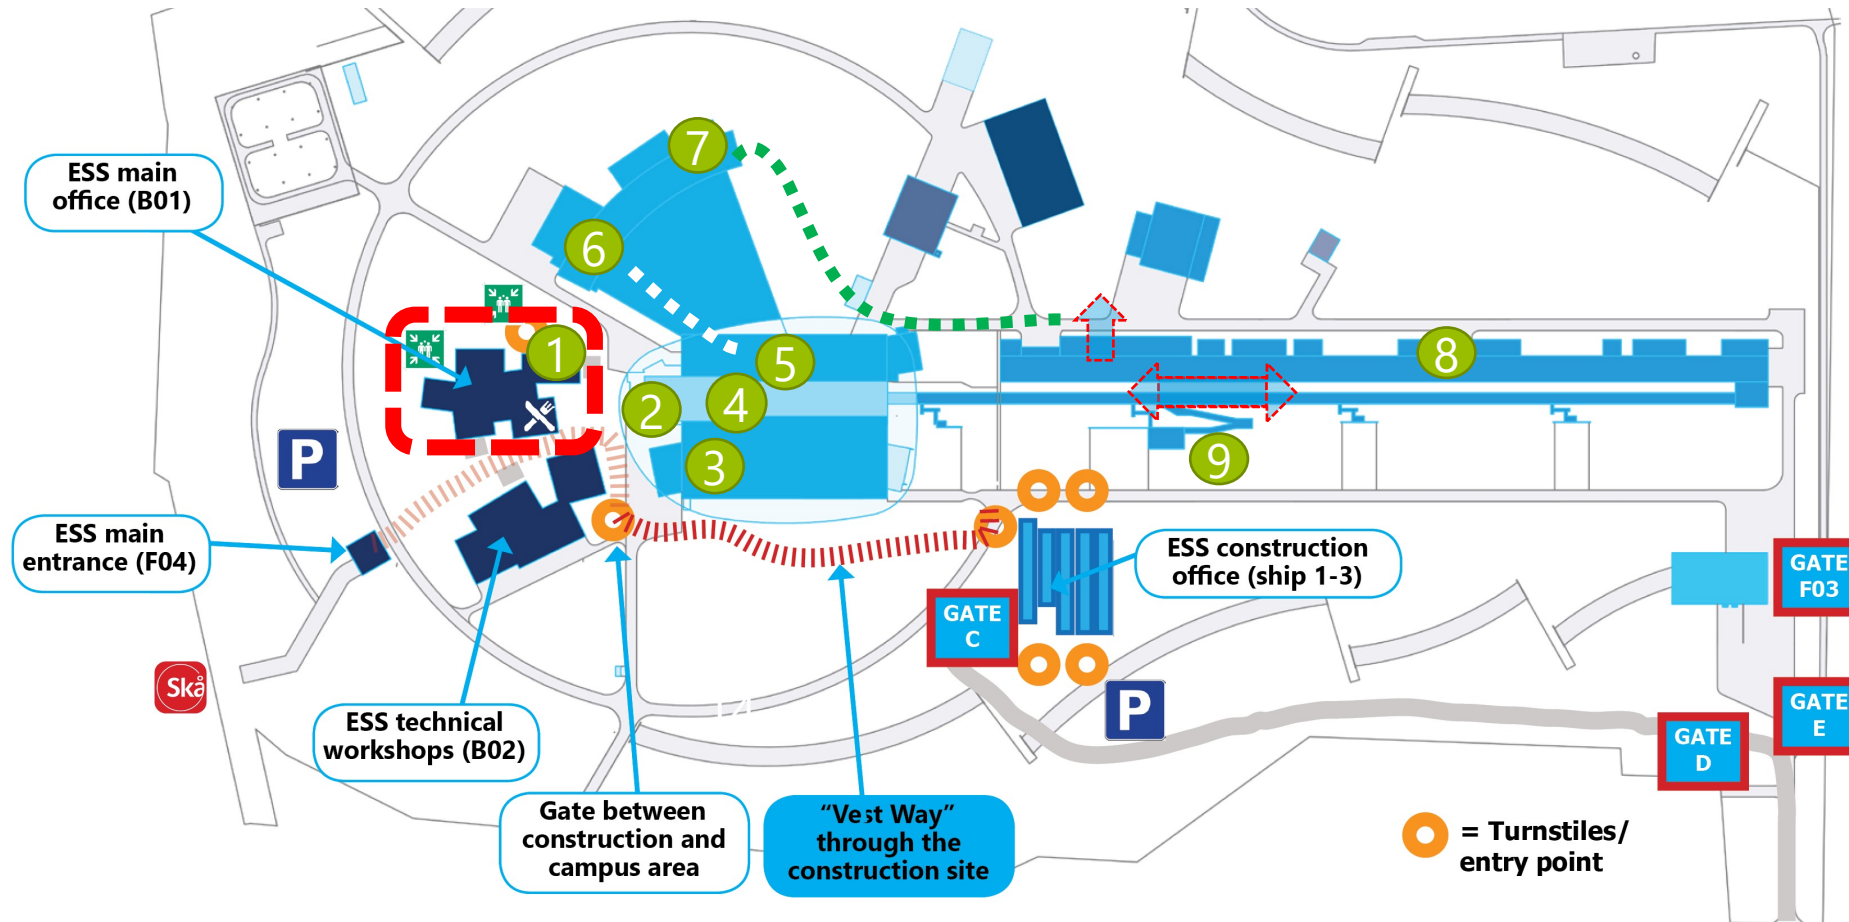 ESS main
office (B01)
7
6
1
5
2
4
3
8
9
P
ESS main
entrance (F04)
ESS construction
office (ship 1-3)
GATE
F03
GATE
C
Skå
14
P
GATE
E
GATE
D
ESS technical
workshops (B02)
Gate between
construction and
campus area
“Vest Way”
through the
construction site
= Turnstiles/
entry point